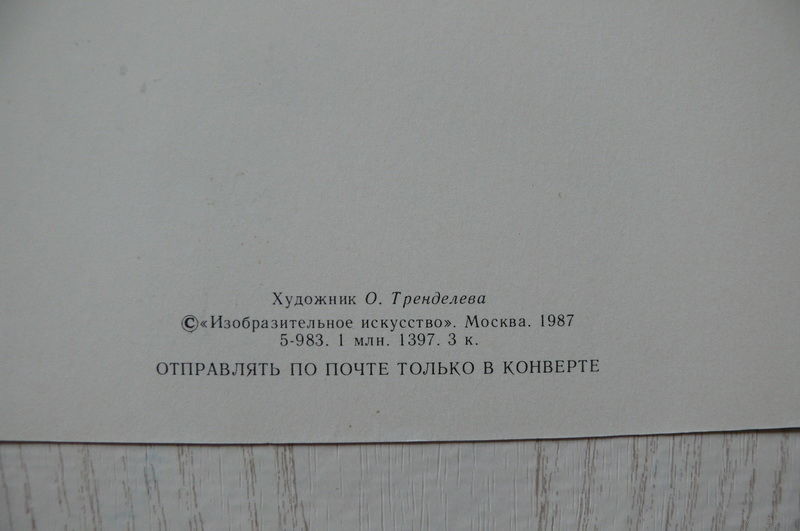 Художник О. Тренделева
©«Изобразительное искусство». Москва. 1987
5-983. 1 млн. 1397. 3 к.
ОТПРАВЛЯТЬ ПО ПОЧТЕ ТОЛЬКО В КОНВЕРТЕ